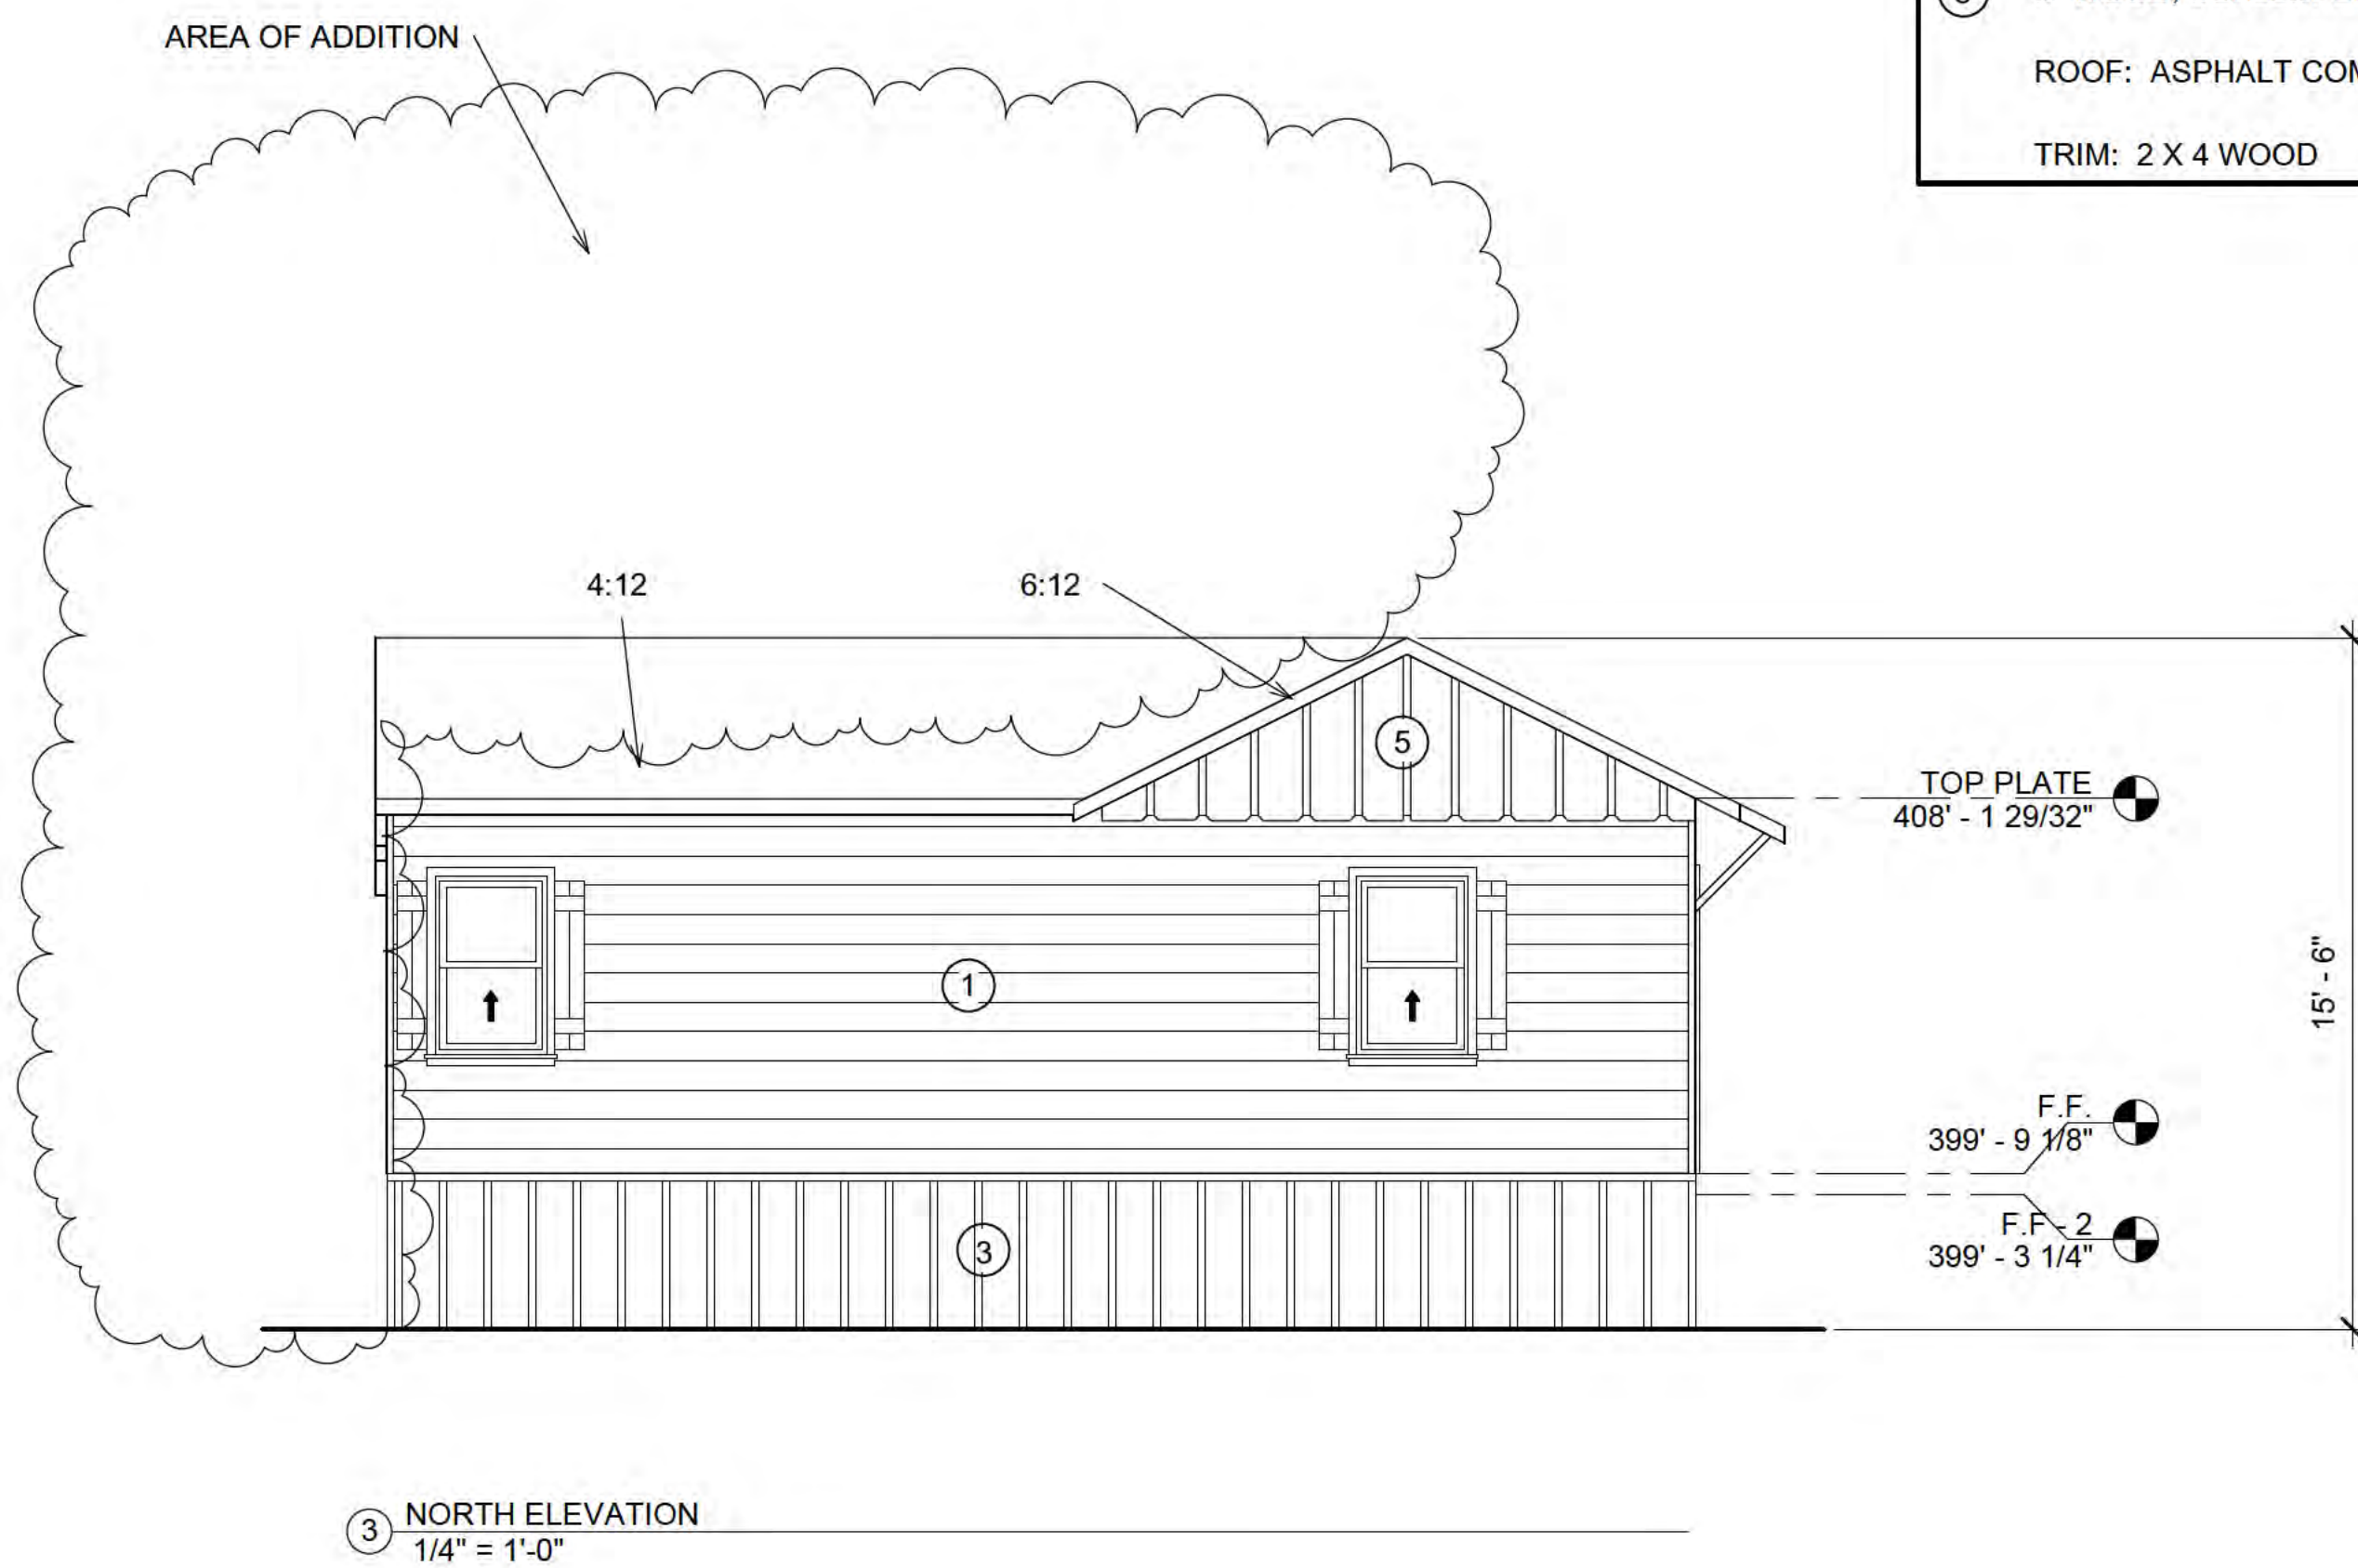 AREA OF ADDITION
ROOF: ASPHALT
TRIM: 2 X 4 WOOD
4:12
6:12
5
TOP PLATE
408' - 1 29/32"
1
15' - 6"
F.F.
399' - 9 1/8"
3
F.F - 2
399' - 3 1/4"
3
NORTH ELEVATION
1/4" = 1'-0"